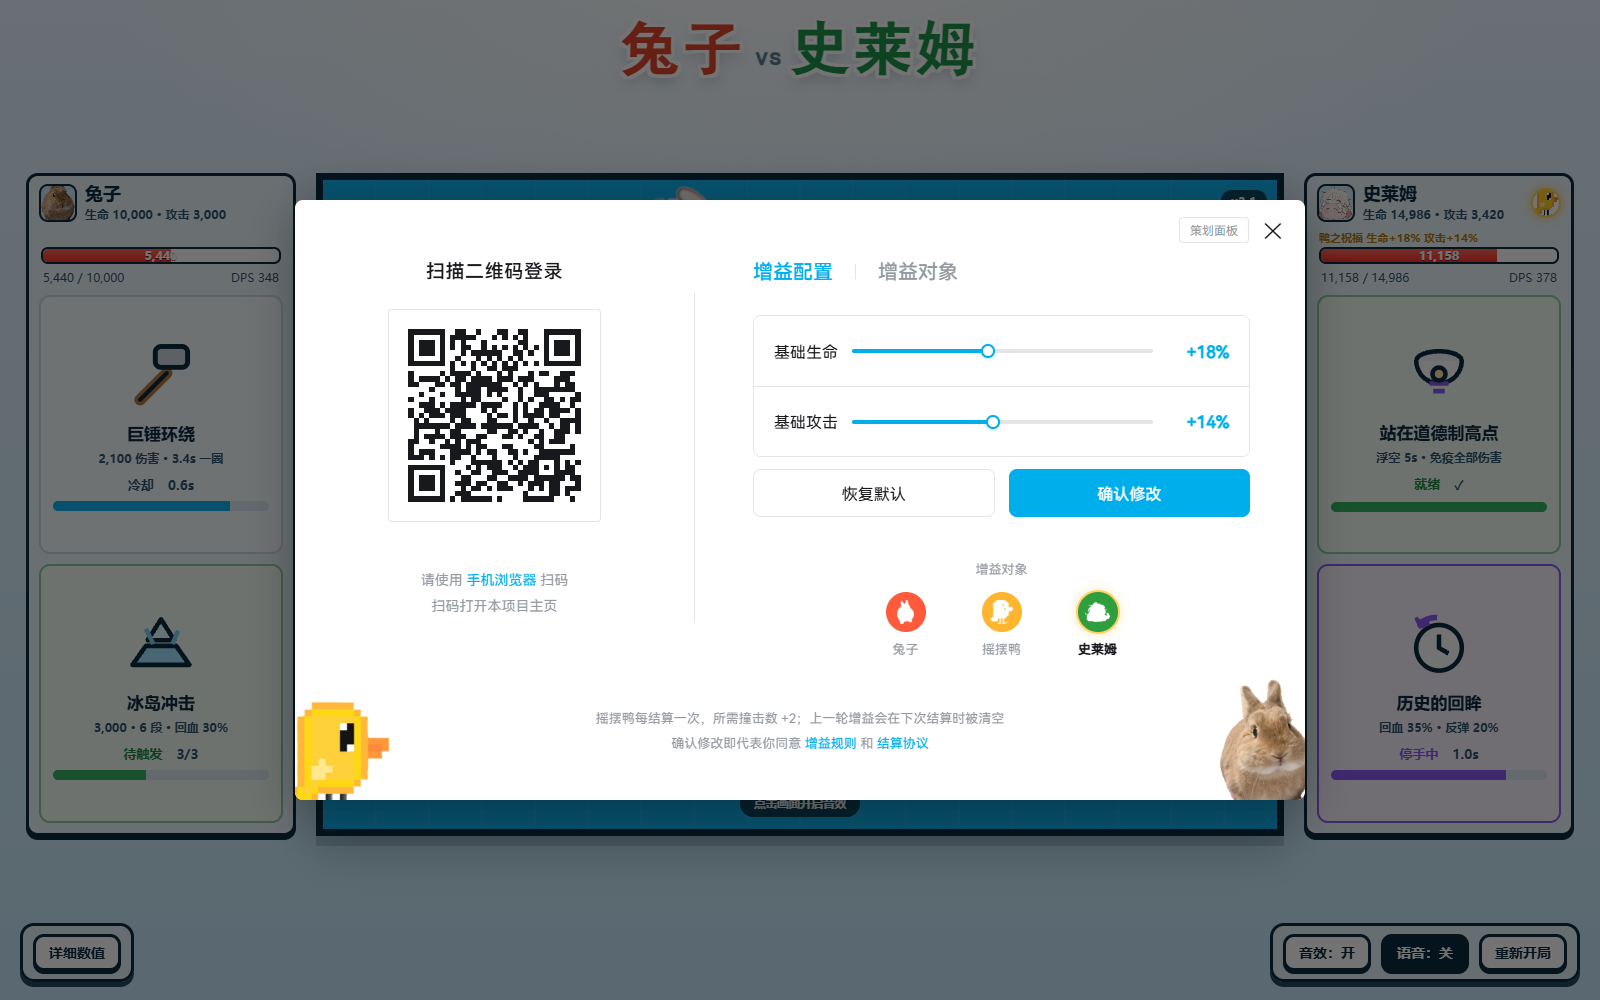 兔子 vs 史莱姆
兔子
生命 10,000 • 攻击 3,000
5,440
5,440 / 10,000
DPS 348
巨锤环绕
2,100 伤害 • 3.4s 一圈
冷却 0.6s
冰岛冲击
3,000 • 6 段 • 回血 30%
待触发 3/3
策划面板
扫描二维码登录
请使用 手机浏览器 扫码
扫码打开本项目主页
增益配置
增益对象
基础生命
+18%
基础攻击
+14%
恢复默认
确认修改
增益对象
兔子
摇摆鸭
史莱姆
摇摆鸭每结算一次，所需撞击数 +2；上一轮增益会在下次结算时被清空
确认修改即代表你同意 增益规则 和 结算协议
点击画面开启音效
史莱姆
生命 14,986 • 攻击 3,420
鸭之祝福 生命+18% 攻击+14%
11,158
11,158 / 14,986
DPS 378
站在道德制高点
浮空 5s • 免疫全部伤害
就绪 ✓
历史的回眸
回血 35% • 反弹 20%
停手中 1.0s
详细数值
音效：开
语音：关
重新开局